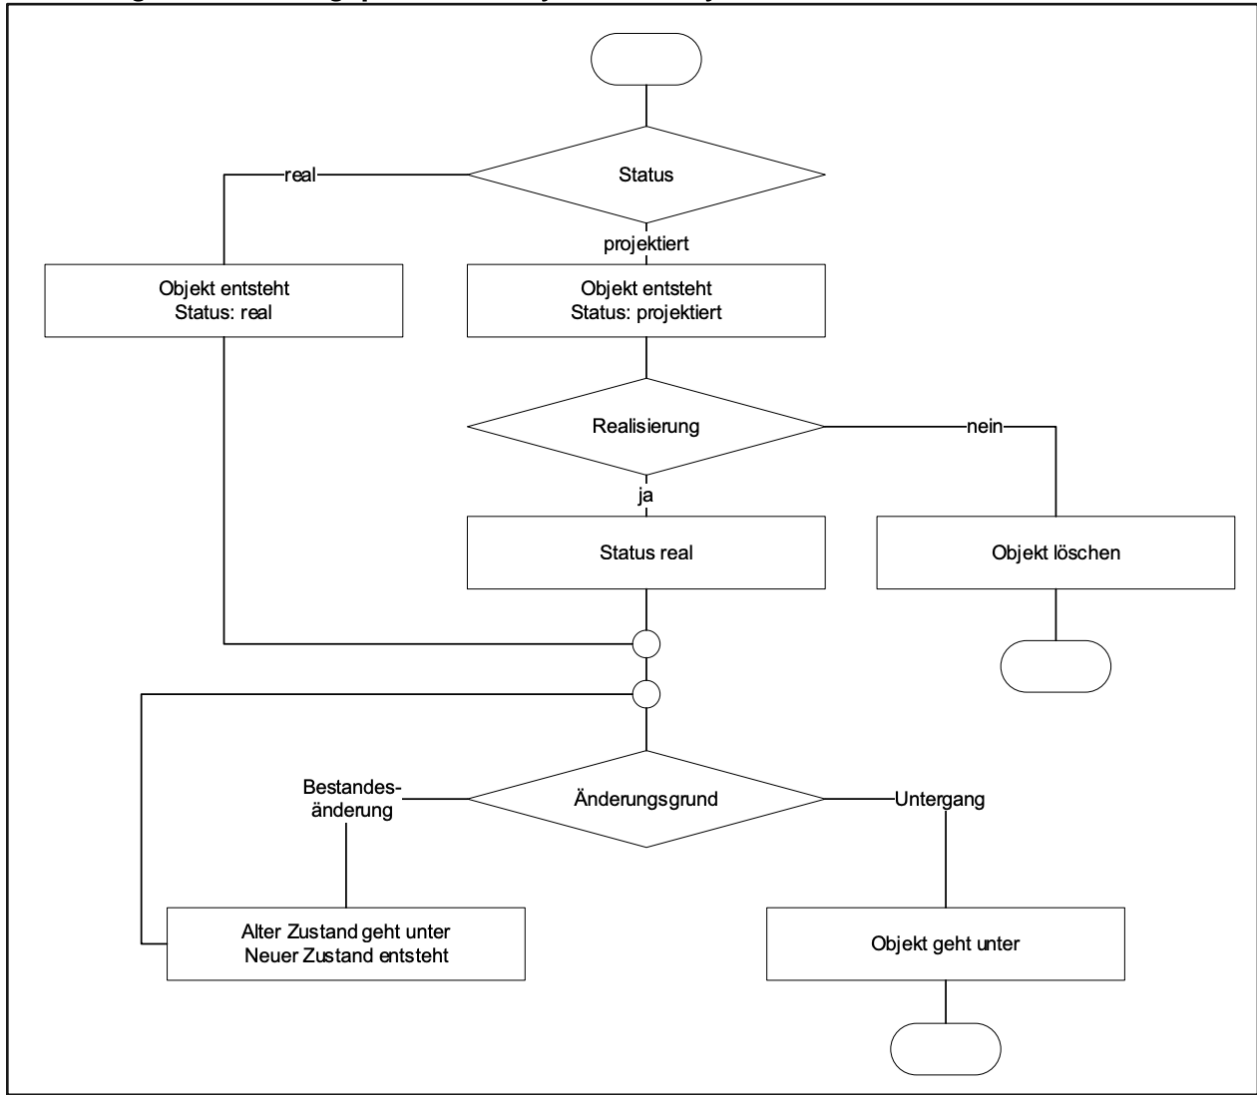 Status
real
projektiert
Objekt entsteht
Status: real
Objekt entsteht
Status: projektiert
Realisierung
nein
ja
Status real
Objekt löschen
Bestandes-
änderung
Änderungsgrund
Untergang
Alter Zustand geht unter
Neuer Zustand entsteht
Objekt geht unter